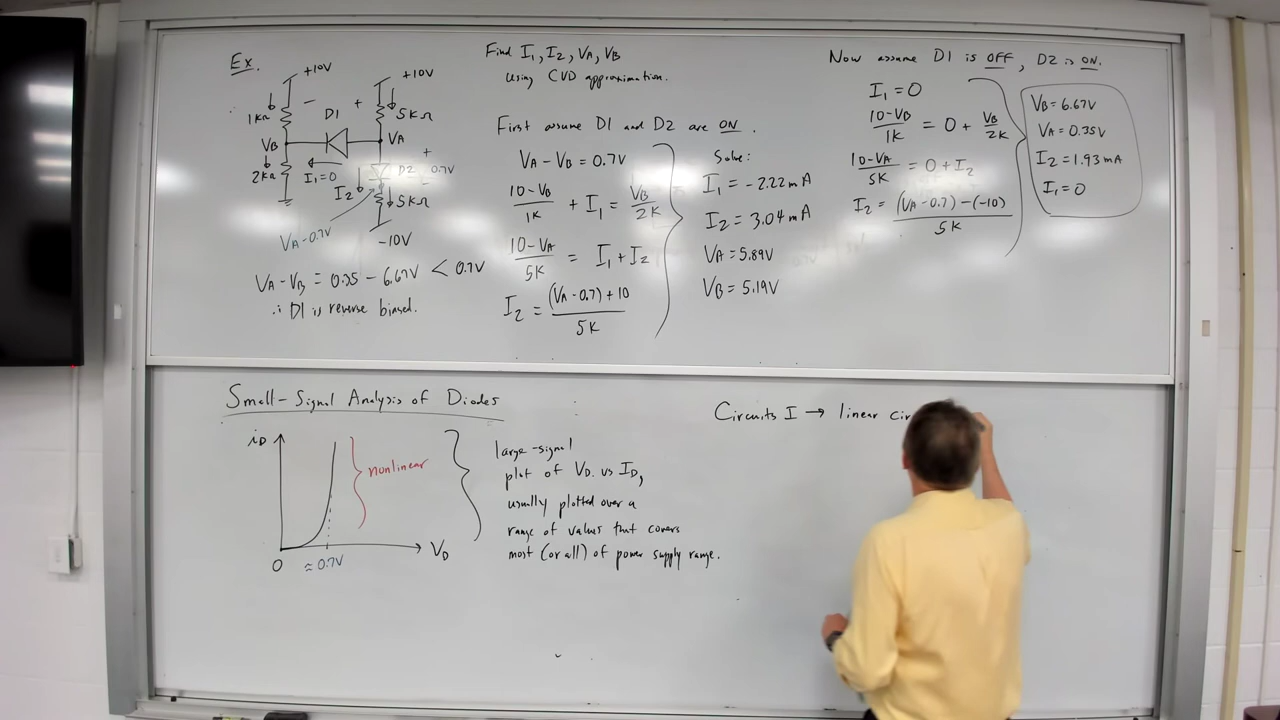 Ex.
+10V
+10V
1kΩ
−
+
D1
5kΩ
VB
VA
2kΩ
I1=0
I2
+
D2
0.7V
−
5kΩ
VA-0.7V
-10V
VA - VB = 0.35 - 6.67V < 0.7V
∴ D1 is reverse biased.
Find I1, I2, VA, VB
using CVD approximation.
First assume D1 and D2 are ON.
VA - VB = 0.7V
10-VB/1K + I1 = VB/2K
10-VA/5K = I1 + I2
I2 = (VA-0.7)+10/5K
Solve:
I1 = -2.22mA
I2 = 3.04mA
VA = 5.89V
VB = 5.19V
Now assume D1 is OFF, D2 is ON.
I1 = 0
10-VB/1K = 0 + VB/2K
10-VA/5K = 0 + I2
I2 = (VA-0.7)-(-10)/5K
VB = 6.67V
VA = 0.35V
I2 = 1.93mA
I1 = 0
Small-Signal Analysis of Diodes
iD
nonlinear
VD
0
≈0.7V
large-signal
plot of VD vs ID,
usually plotted over a
range of values that covers
most (or all) of power supply range.
Circuits I → linear cir